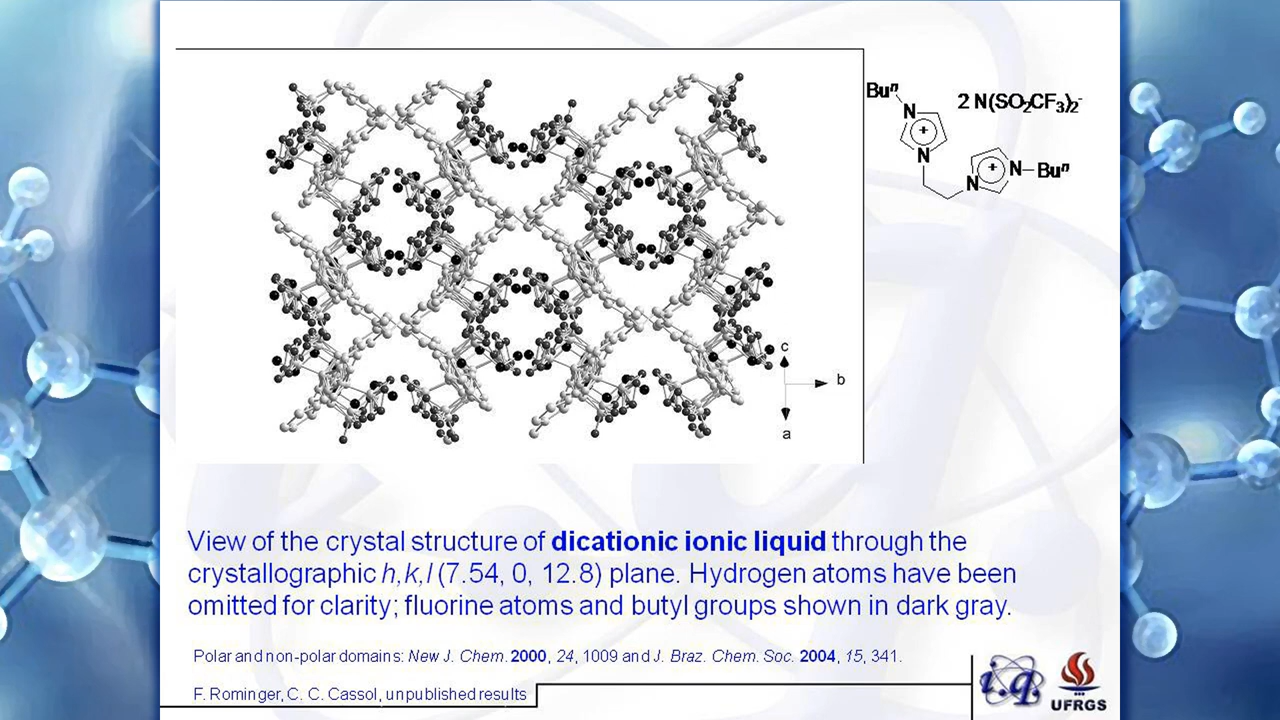 Buⁿ
N
+
N
2 N(SO₂CF₃)₂⁻
N
+
N–Buⁿ
c
b
a
View of the crystal structure of dicationic ionic liquid through the
crystallographic h,k,l (7.54, 0, 12.8) plane. Hydrogen atoms have been
omitted for clarity; fluorine atoms and butyl groups shown in dark gray.
Polar and non-polar domains: New J. Chem. 2000, 24, 1009 and J. Braz. Chem. Soc. 2004, 15, 341.
F. Rominger, C. C. Cassol, unpublished results
i.q.
UFRGS